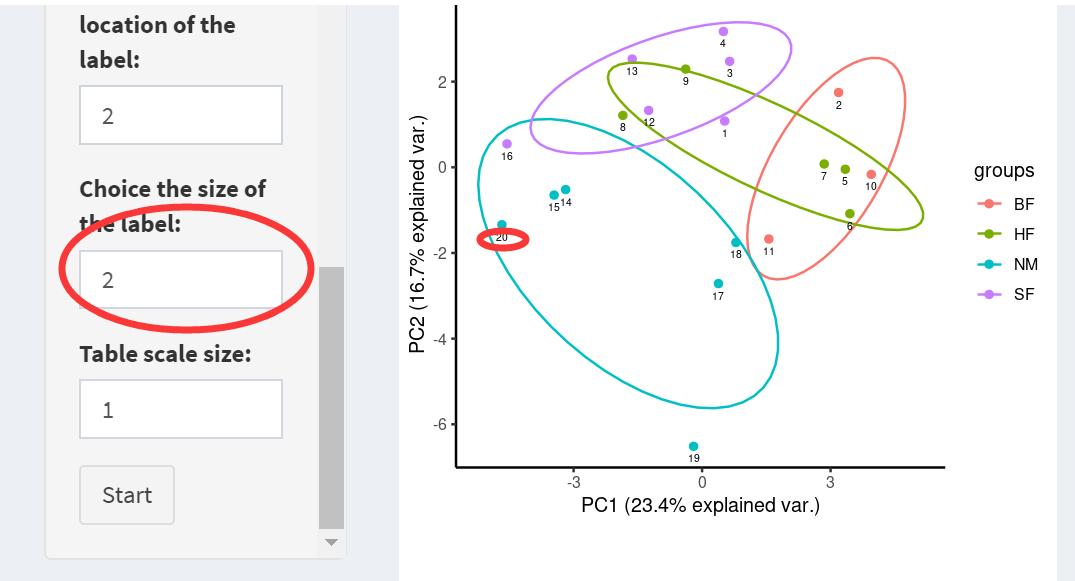 location of the
label:
2
Choice the size of
the label:
2
Table scale size:
1
Start
PC2 (16.7% explained var.)
2
0
-2
-4
-6
4
13
3
9
2
8
12
1
16
7
5
10
15
14
6
20
18
11
17
19
-3
0
3
PC1 (23.4% explained var.)
groups
BF
HF
NM
SF